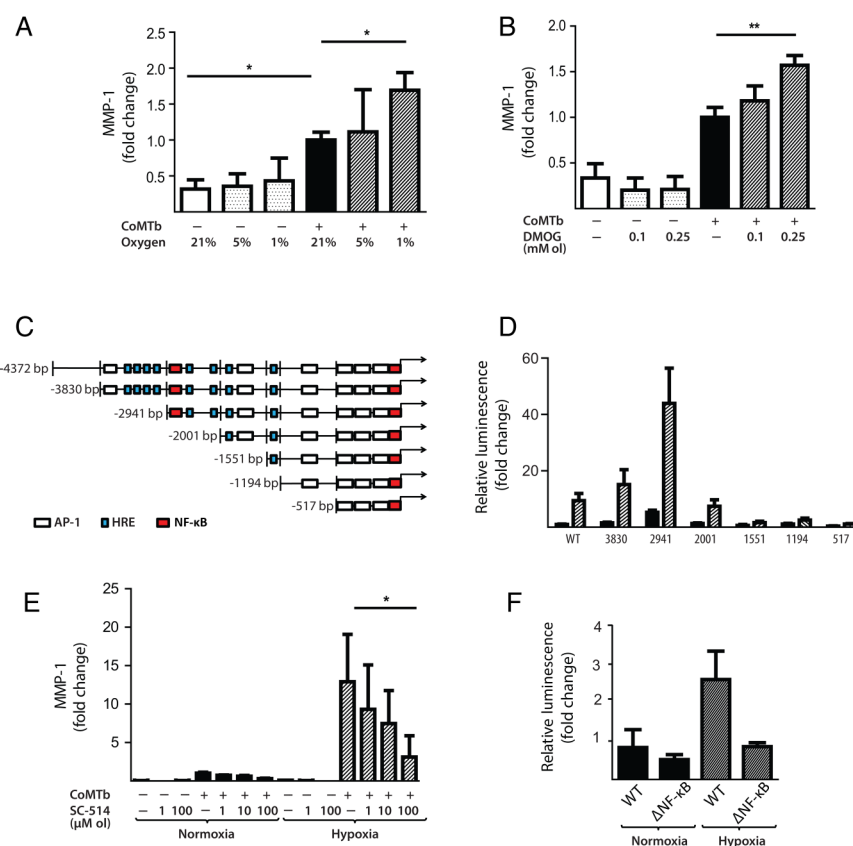 A
MMP-1
(fold change)
2.5
2.0
1.5
1.0
0.5
*
*
CoMTb – – – + + +
Oxygen 21% 5% 1% 21% 5% 1%
B
MMP-1
(fold change)
2.0
1.5
1.0
0.5
**
CoMTb – – – + + +
DMOG – 0.1 0.25 – 0.1 0.25
(mM ol)
C
-4372 bp
-3830 bp
-2941 bp
-2001 bp
-1551 bp
-1194 bp
-517 bp
AP-1 HRE NF-κB
D
Relative luminescence
(fold change)
60
40
20
WT 3830 2941 2001 1551 1194 517
E
MMP-1
(fold change)
25
20
15
10
5
*
CoMTb – – – + + + + – – – + + + +
SC-514 – 1 100 – 1 10 100 – 1 100 – 1 10 100
(μM ol)
Normoxia Hypoxia
F
Relative luminescence
(fold change)
4
3
2
1
WT ΔNF-κB WT ΔNF-κB
Normoxia Hypoxia